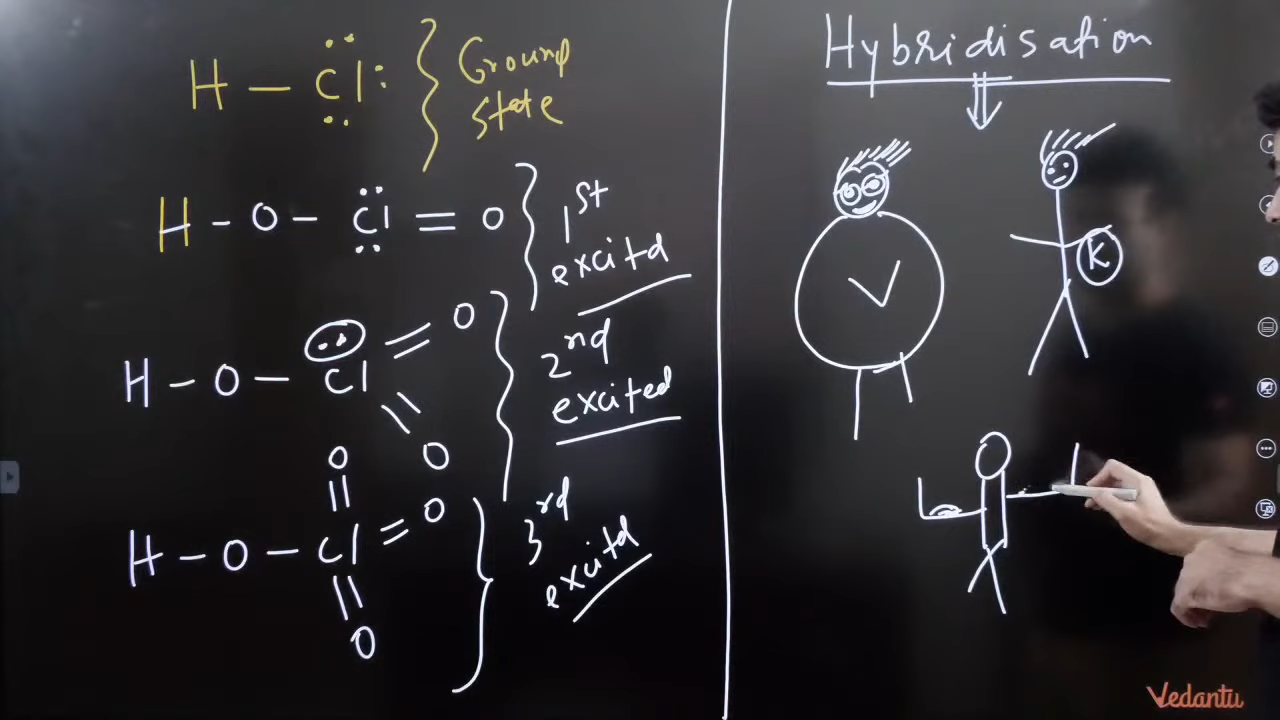 H — Cl } Ground state
H - O - Cl = O } 1st excitd
H - O - Cl = O = O } 2nd excited
H - O - Cl = O = O = O } 3rd excitd
Hybridisation
K
Vedantu